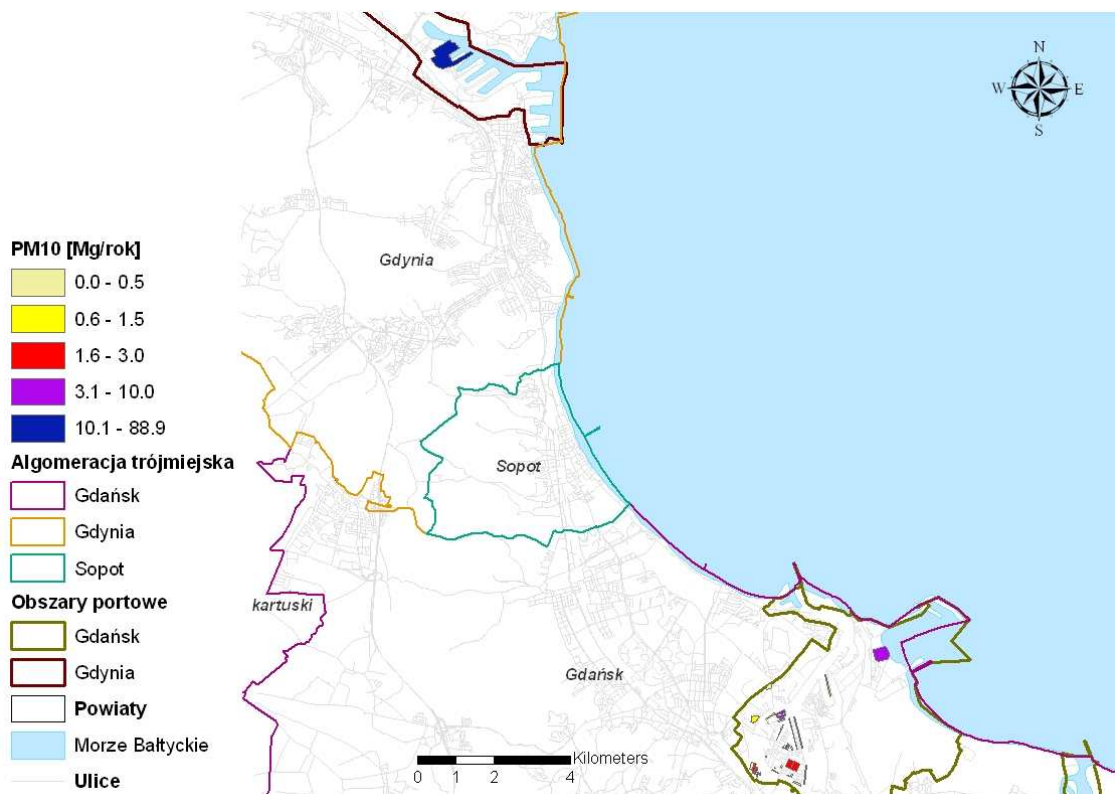 PM10 [Mg/rok]
0.0 - 0.5
0.6 - 1.5
1.6 - 3.0
3.1 - 10.0
10.1 - 88.9
Algomeracja trójmiejska
Gdańsk
Gdynia
Sopot
Obszary portowe
Gdańsk
Gdynia
Powiaty
Morze Bałtyckie
Ulice
N
W E
S
Gdynia
Sopot
kartuski
Gdańsk
Kilometers
0 1 2 4